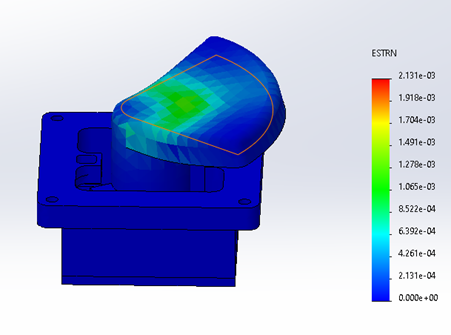 ESTRN
2.131e-03
1.918e-03
1.704e-03
1.491e-03
1.278e-03
1.065e-03
8.522e-04
6.392e-04
4.261e-04
2.131e-04
0.000e+00